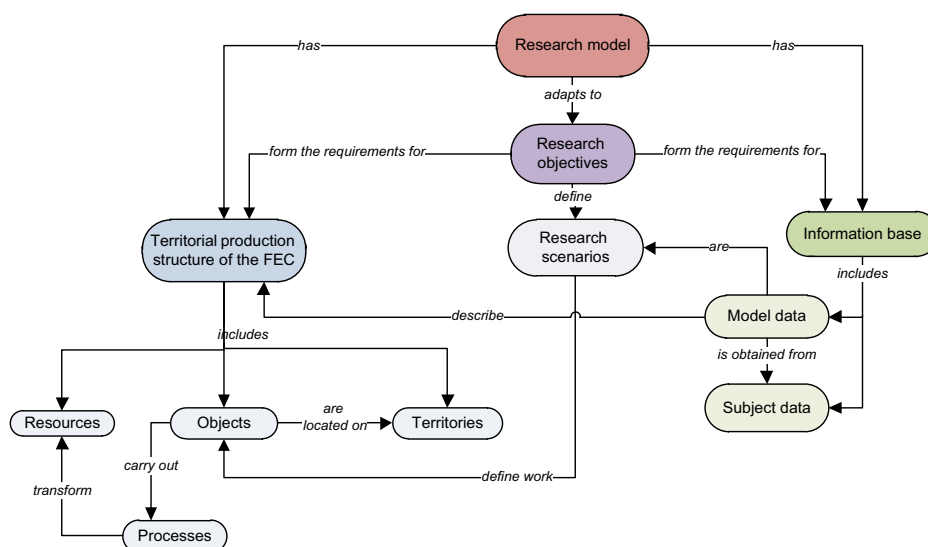 Research model
has
has
adapts to
Research
objectives
form the requirements for
form the requirements for
define
Territorial production
structure of the FEC
Research
scenarios
Information base
are
includes
describe
Model data
includes
is obtained from
Subject data
Resources
Objects
are
located on
Territories
carry out
define work
transform
Processes